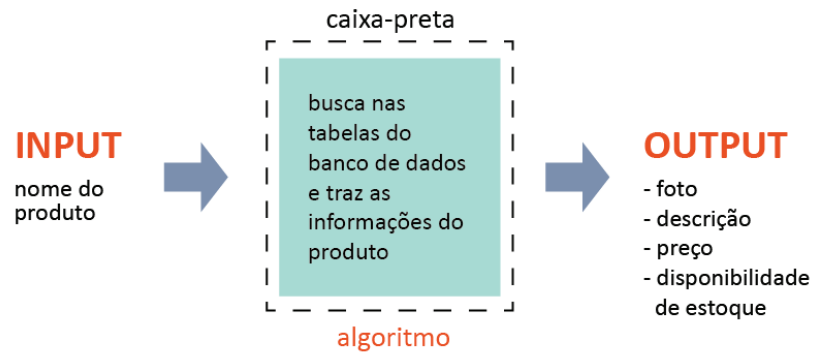 caixa-preta
INPUT
nome do
produto
busca nas
tabelas do
banco de dados
e traz as
informações do
produto
algoritmo
OUTPUT
- foto
- descrição
- preço
- disponibilidade
de estoque